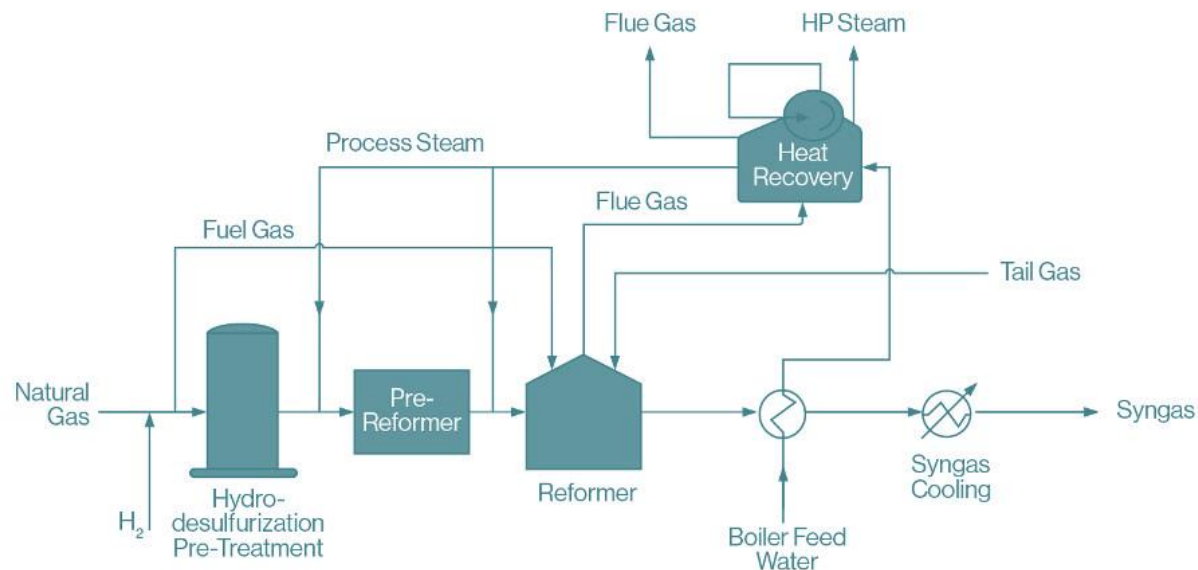 Flue Gas
HP Steam
Process Steam
Heat
Recovery
Flue Gas
Fuel Gas
Tail Gas
Natural
Gas
Pre-
Reformer
Syngas
H2
Hydro-
desulfurization
Pre-Treatment
Reformer
Syngas
Cooling
Boiler Feed
Water